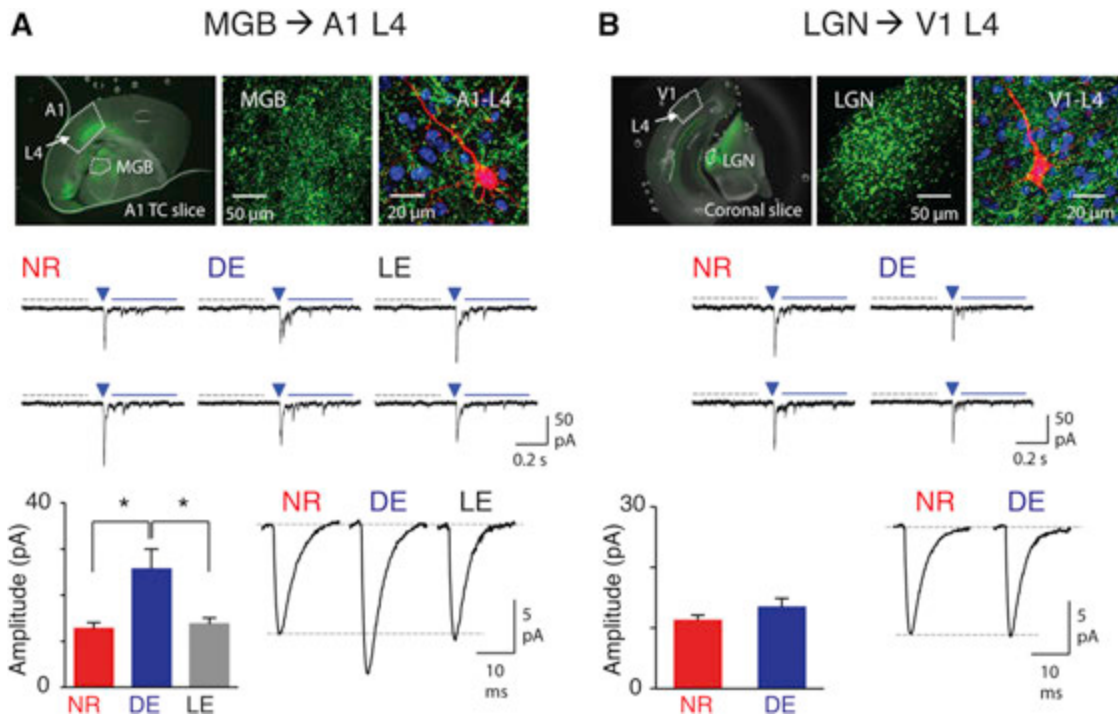 A
MGB → A1 L4
B
LGN → V1 L4
A1
L4
MGB
A1 TC slice
MGB
50 μm
A1-L4
20 μm
V1
L4
LGN
Coronal slice
LGN
50 μm
V1-L4
20 μm
NR
DE
LE
50
pA
0.2 s
NR
DE
50
pA
0.2 s
40
*
*
Amplitude (pA)
0
NR
DE
LE
NR
DE
LE
5
pA
10
ms
30
Amplitude (pA)
0
NR
DE
NR
DE
5
pA
10
ms